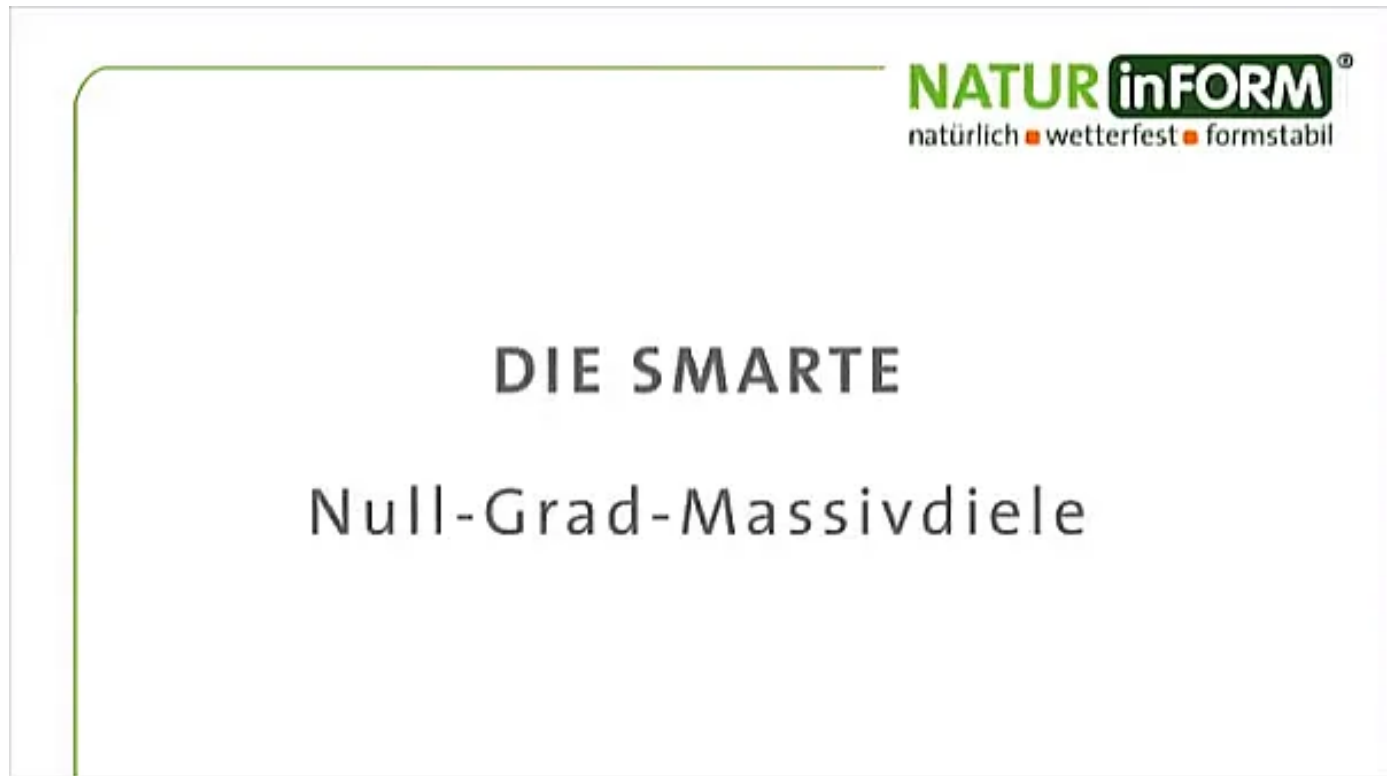 NATUR inFORM®
natürlich ▪ wetterfest ▪ formstabil
DIE SMARTE
Null-Grad-Massivdiele